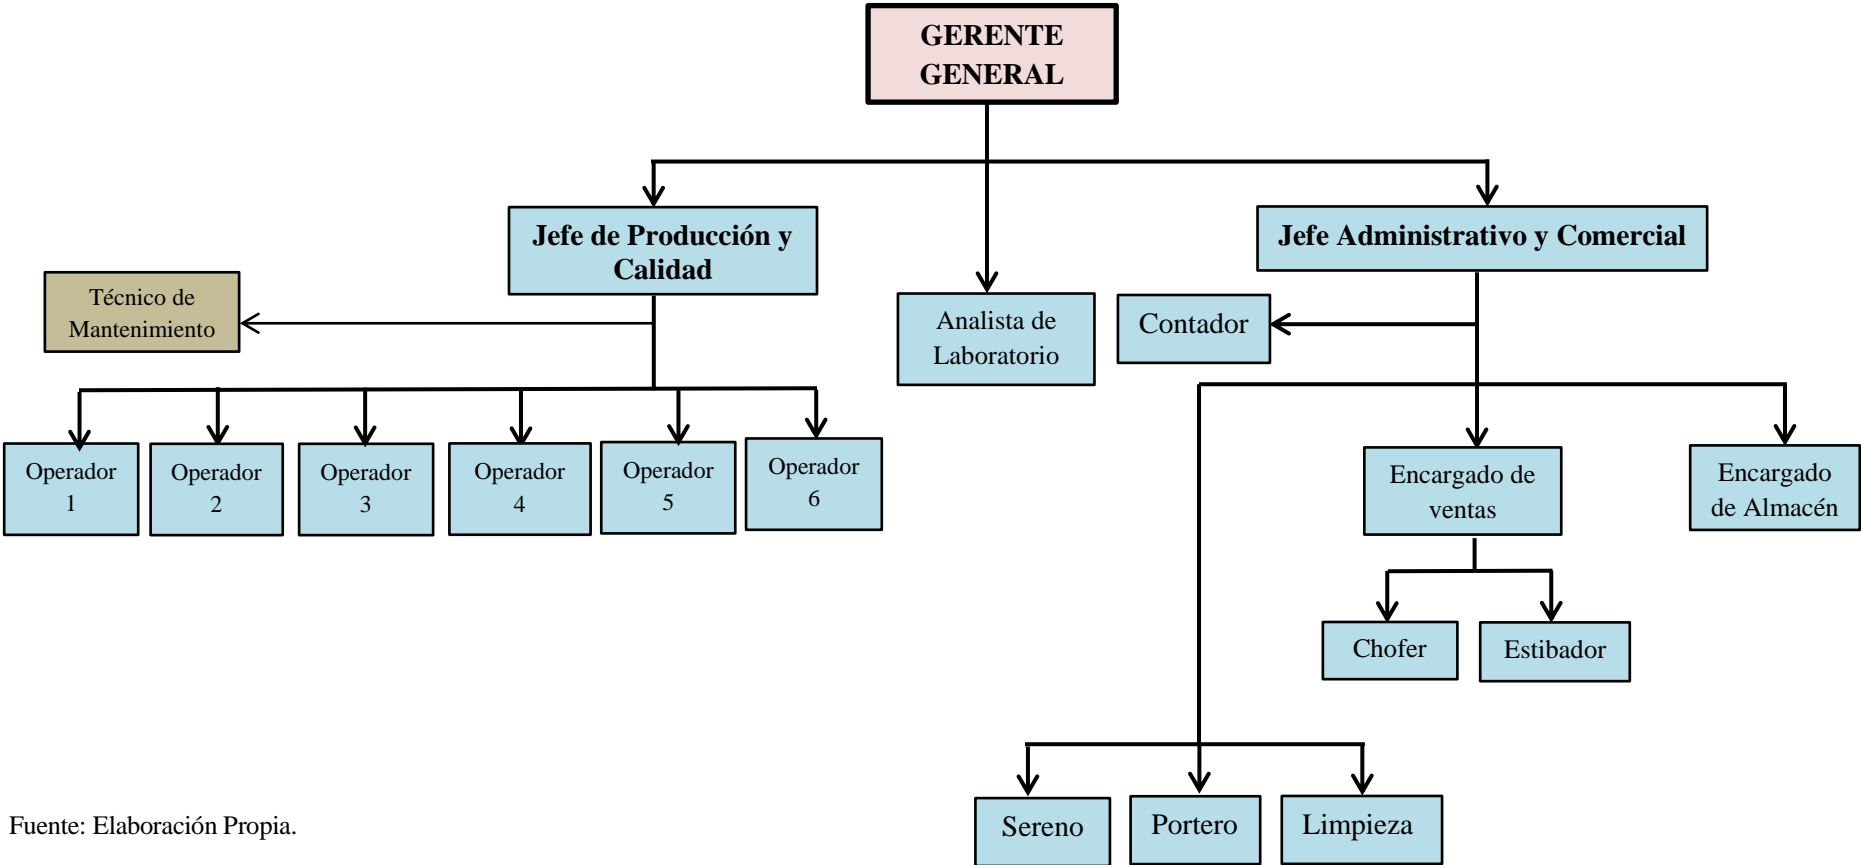 GERENTE
GENERAL
Jefe de Producción y
Calidad
Jefe Administrativo y Comercial
Técnico de
Mantenimiento
Analista de
Laboratorio
Contador
Operador
1
Operador
2
Operador
3
Operador
4
Operador
5
Operador
6
Encargado de
ventas
Encargado
de Almacén
Chofer
Estibador
Sereno
Portero
Limpieza
Fuente: Elaboración Propia.